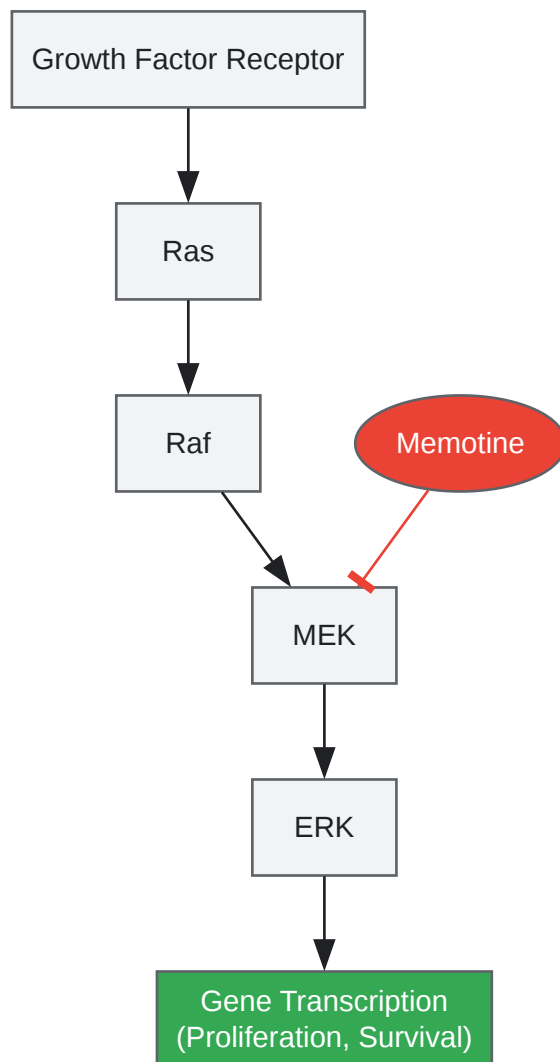 Growth Factor Receptor
Ras
Raf
Memotine
MEK
ERK
Gene Transcription
(Proliferation, Survival)